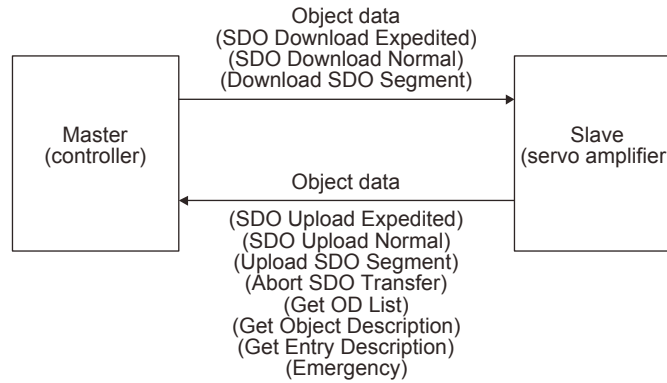 Object data
(SDO Download Expedited)
(SDO Download Normal)
(Download SDO Segment)
Master
(controller)
Slave
(servo amplifier
Object data
(SDO Upload Expedited)
(SDO Upload Normal)
(Upload SDO Segment)
(Abort SDO Transfer)
(Get OD List)
(Get Object Description)
(Get Entry Description)
(Emergency)